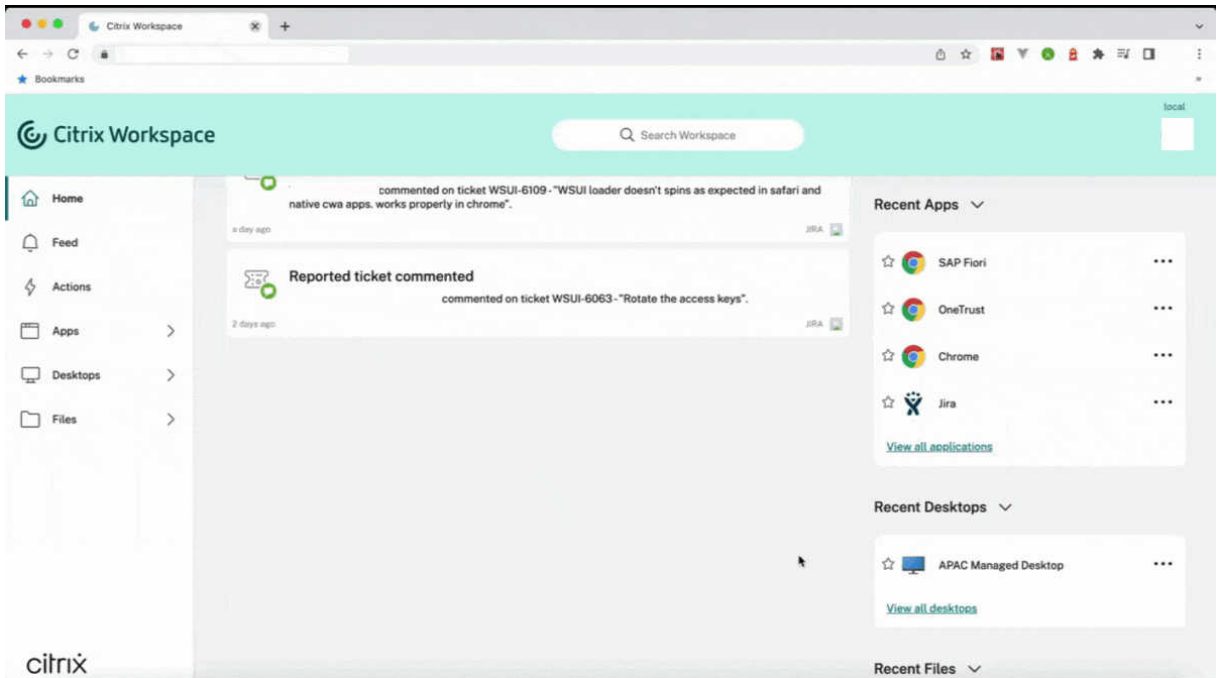 Citrix Workspace
Bookmarks
local
Citrix Workspace
Search Workspace
Home
Feed
Actions
Apps
Desktops
Files
citrix
commented on ticket WSUI-6109 - "WSUI loader doesn't spins as expected in safari and
native cwa apps. works properly in chrome".
a day ago
JIRA
Reported ticket commented
commented on ticket WSUI-6063 - "Rotate the access keys".
2 days ago
JIRA
Recent Apps
SAP Fiori
OneTrust
Chrome
Jira
View all applications
Recent Desktops
APAC Managed Desktop
View all desktops
Recent Files